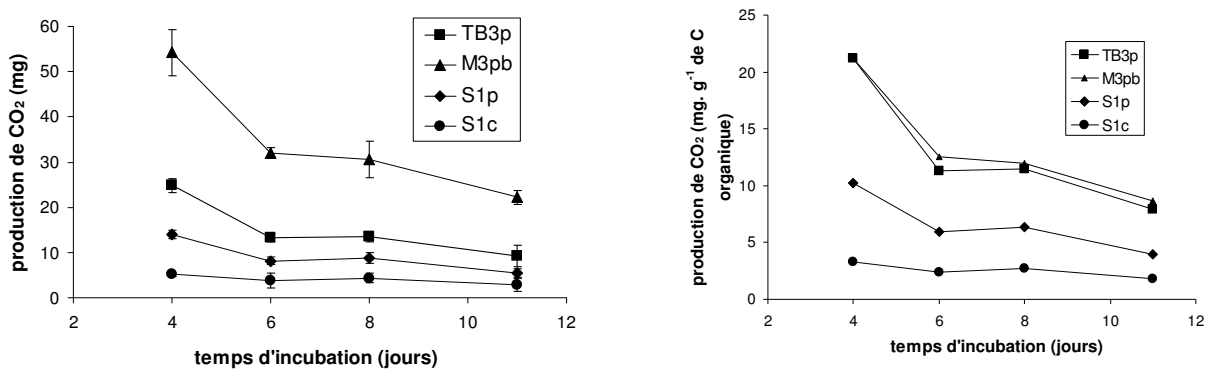 production de CO₂ (mg)
60
50
40
30
20
10
0
2
4
6
8
10
12
temps d'incubation (jours)
TB3p
M3pb
S1p
S1c
production de CO₂ (mg. g⁻¹ de C
organique)
25
20
15
10
5
0
2
4
6
8
10
12
temps d'incubation (jours)
TB3p
M3pb
S1p
S1c